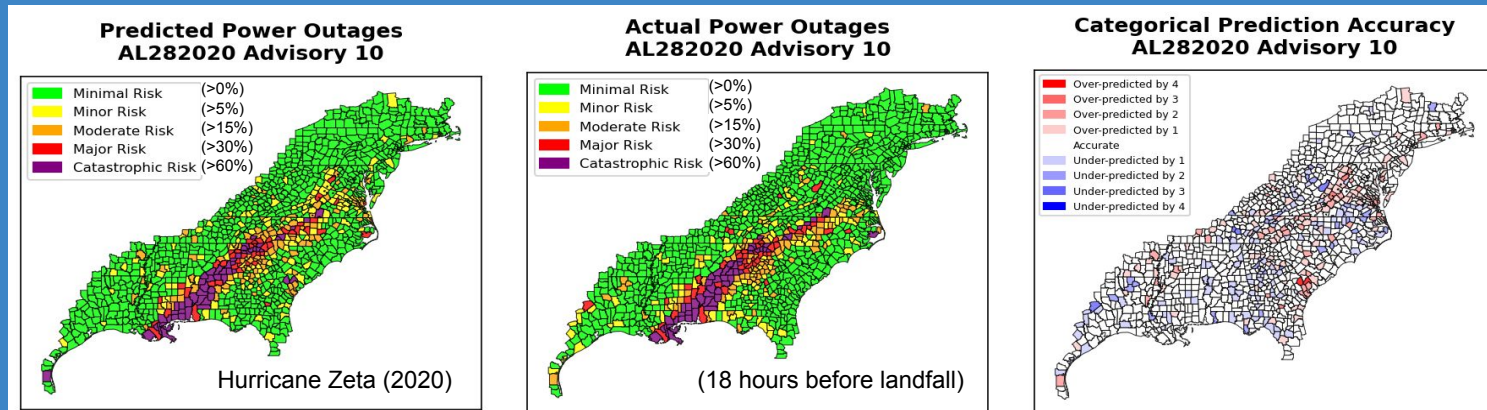 Predicted Power Outages
AL282020 Advisory 10
Minimal Risk (>0%)
Minor Risk (>5%)
Moderate Risk (>15%)
Major Risk (>30%)
Catastrophic Risk (>60%)
Hurricane Zeta (2020)
Actual Power Outages
AL282020 Advisory 10
Minimal Risk (>0%)
Minor Risk (>5%)
Moderate Risk (>15%)
Major Risk (>30%)
Catastrophic Risk (>60%)
(18 hours before landfall)
Categorical Prediction Accuracy
AL282020 Advisory 10
Over-predicted by 4
Over-predicted by 3
Over-predicted by 2
Over-predicted by 1
Accurate
Under-predicted by 1
Under-predicted by 2
Under-predicted by 3
Under-predicted by 4